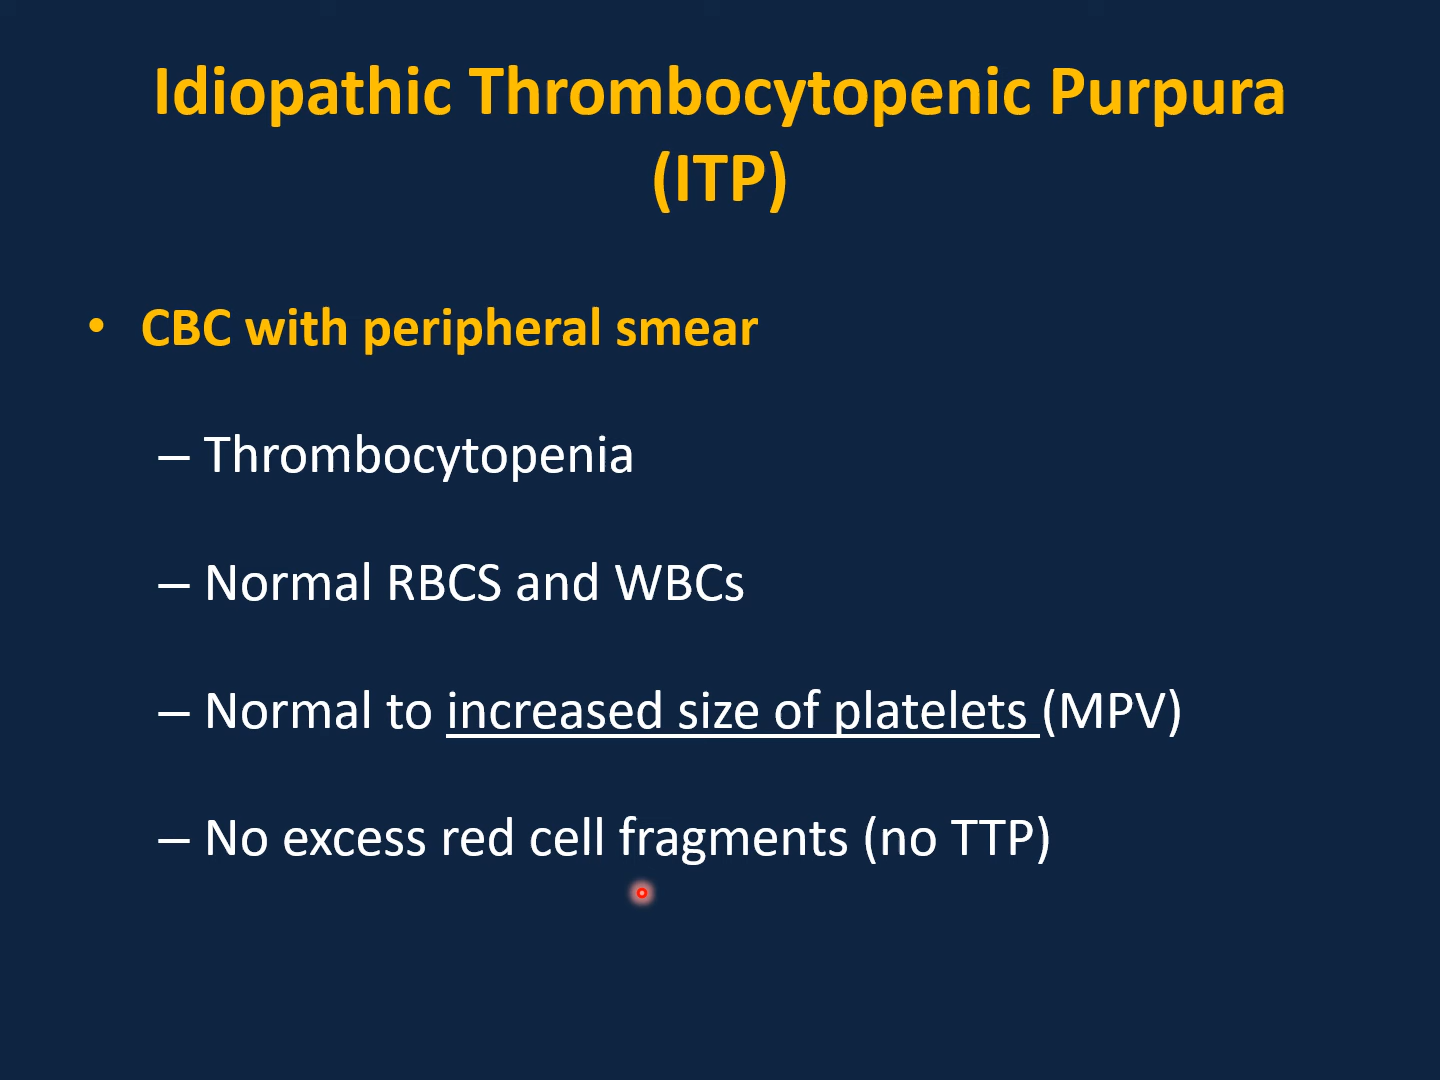 Idiopathic Thrombocytopenic Purpura
(ITP)
• CBC with peripheral smear
– Thrombocytopenia
– Normal RBCS and WBCs
– Normal to increased size of platelets (MPV)
– No excess red cell fragments (no TTP)